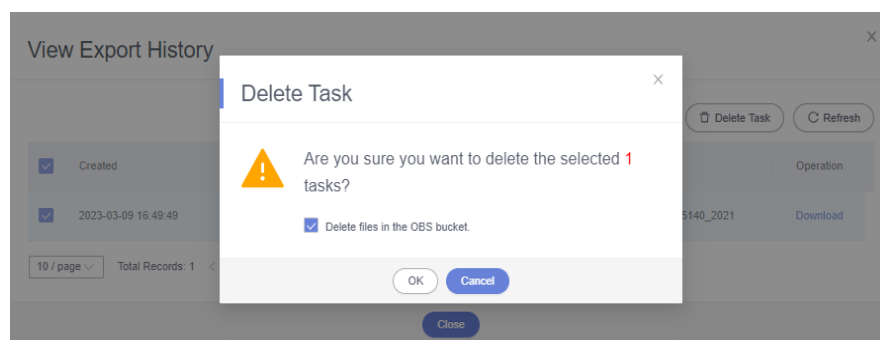 View Export History
Delete Task
Delete Task
Refresh
Are you sure you want to delete the selected 1
tasks?
Created
Operation
Delete files in the OBS bucket.
2023-03-09 16:49:49
5140_2021
Download
10 / page
Total Records: 1
OK
Cancel
Close